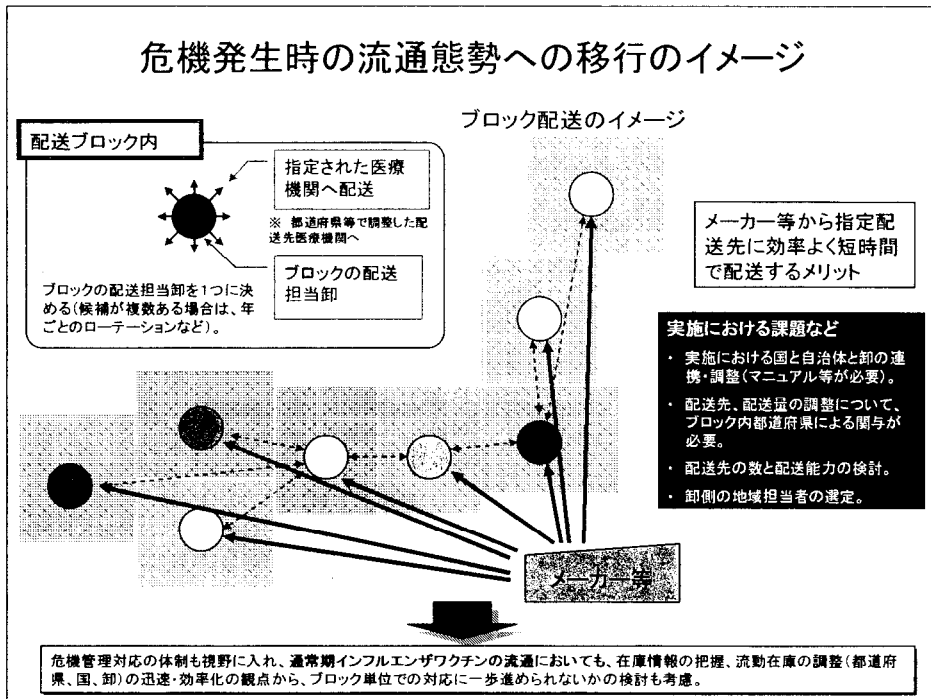 危機発生時の流通態勢への移行のイメージ
ブロック配送のイメージ
配送ブロック内
指定された医療
機関へ配送
※ 都道府県等で調整した配
送先医療機関へ
ブロックの配送
担当卸
ブロックの配送担当卸を1つに決
める(候補が複数ある場合は、年
ごとのローテーションなど)。
メーカー等から指定配
送先に効率よく短時間
で配送するメリット
実施における課題など
・ 実施における国と自治体と卸の連
携・調整(マニュアル等が必要)。
・ 配送先、配送量の調整について、
ブロック内都道府県による関与が
必要。
・ 配送先の数と配送能力の検討。
・ 卸側の地域担当者の選定。
メーカー等
危機管理対応の体制も視野に入れ、通常期インフルエンザワクチンの流通においても、在庫情報の把握、流動在庫の調整(都道府
県、国、卸)の迅速・効率化の観点から、ブロック単位での対応に一歩進められないかの検討も考慮。